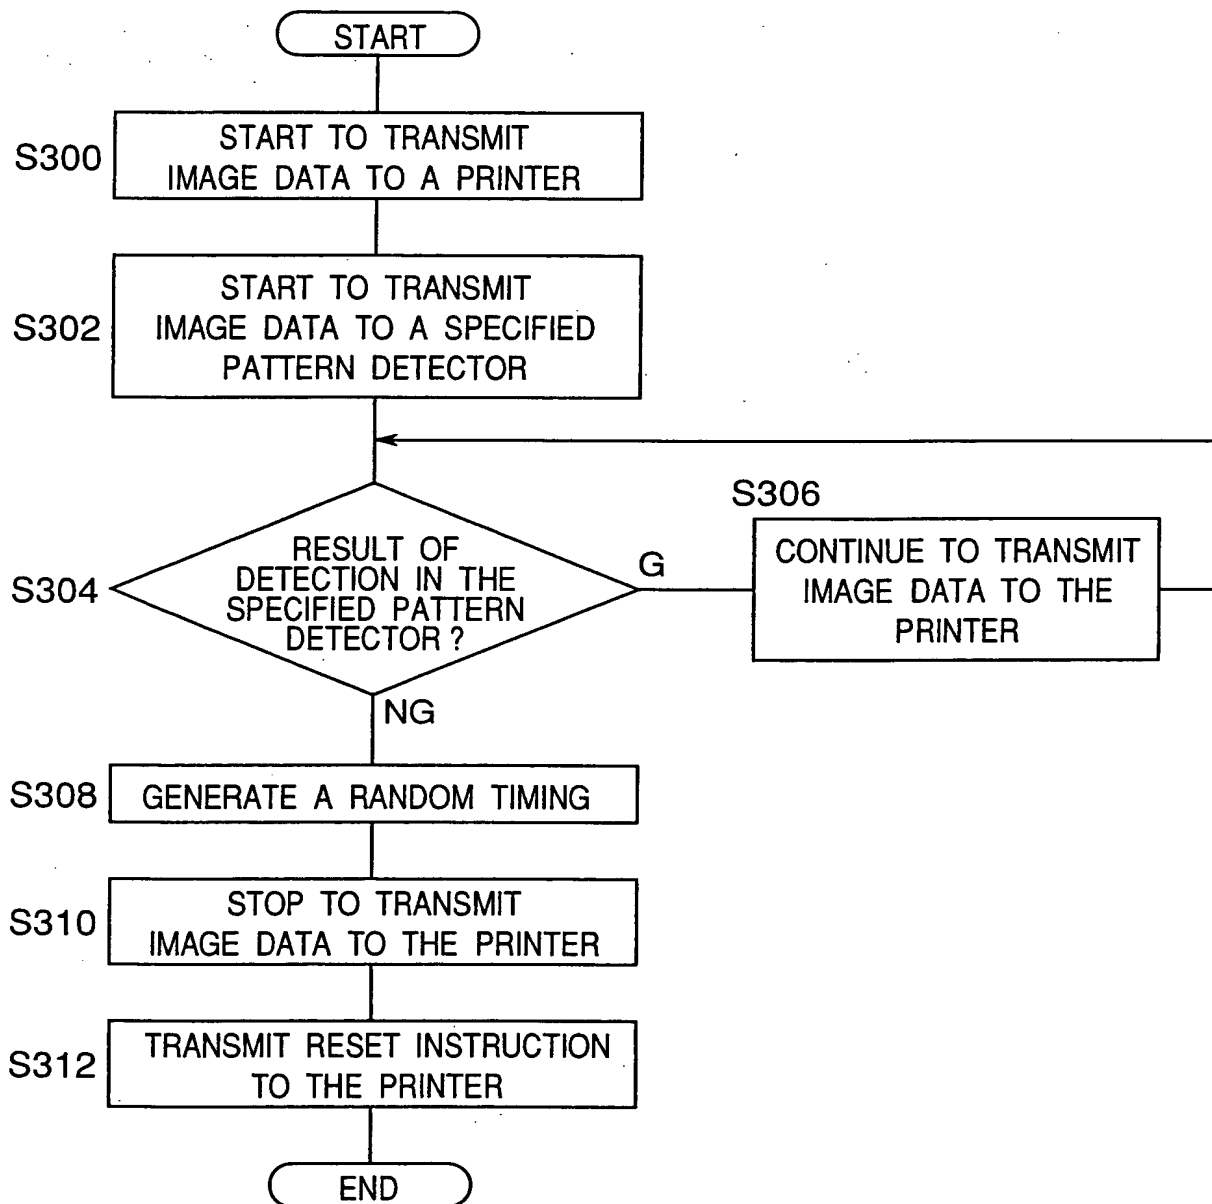 START
S300
START TO TRANSMIT
IMAGE DATA TO A PRINTER
S302
START TO TRANSMIT
IMAGE DATA TO A SPECIFIED
PATTERN DETECTOR
S304
RESULT OF
DETECTION IN THE
SPECIFIED PATTERN
DETECTOR ?
G
S306
CONTINUE TO TRANSMIT
IMAGE DATA TO THE
PRINTER
NG
S308
GENERATE A RANDOM TIMING
S310
STOP TO TRANSMIT
IMAGE DATA TO THE PRINTER
S312
TRANSMIT RESET INSTRUCTION
TO THE PRINTER
END